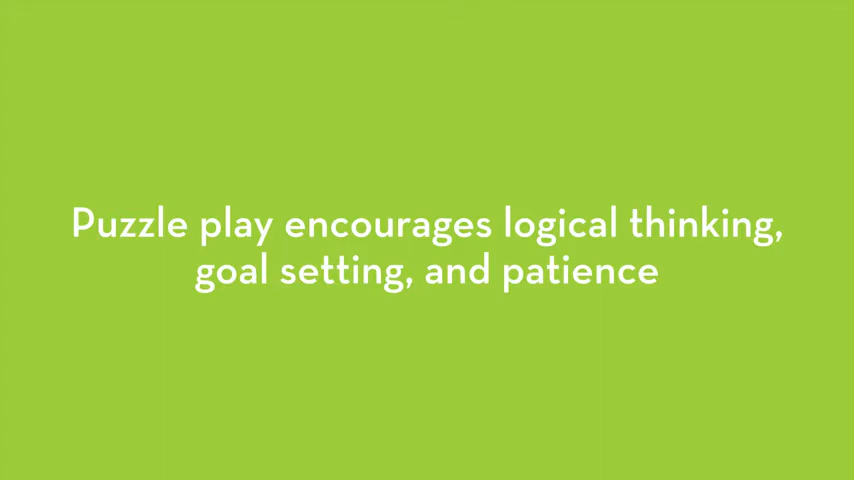 Puzzle play encourages logical thinking,
goal setting, and patience